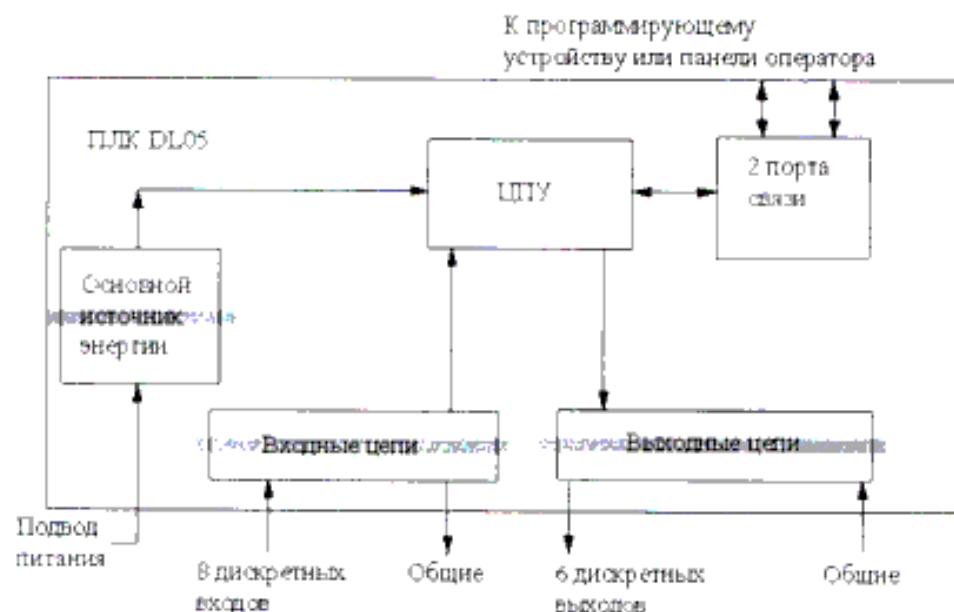 К программирующему
устройству или панели оператора
ПЛК DL05
ЦПУ
2 порта
связи
Основной
источник
энергии
Входные цепи
Выходные цепи
Подвод
питания
8 дискретных
входов
Общие
6 дискретных
выходов
Общие